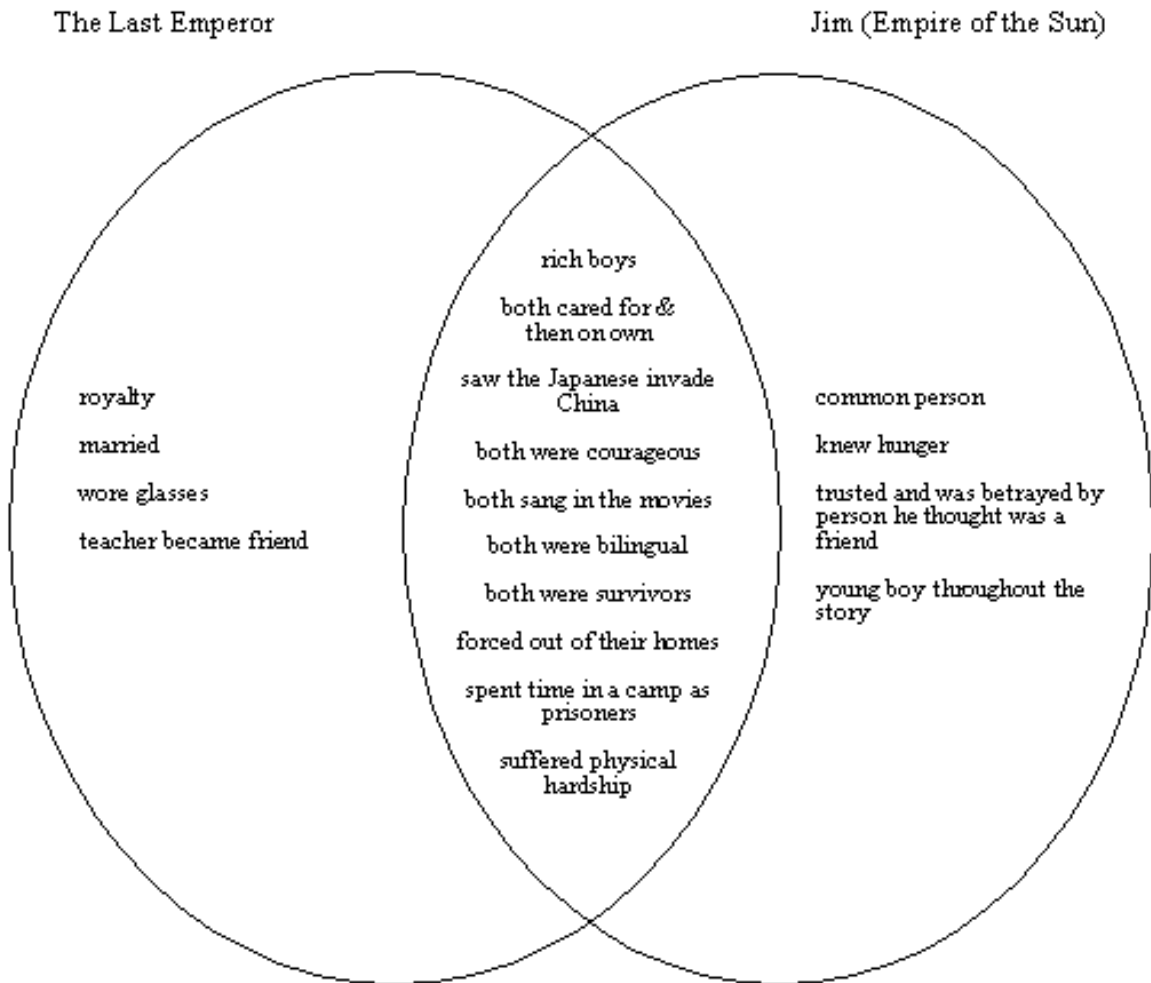 The Last Emperor
Jim (Empire of the Sun)
royalty
married
wore glasses
teacher became friend
rich boys
both cared for &
then on own
saw the Japanese invade
China
both were courageous
both sang in the movies
both were bilingual
both were survivors
forced out of their homes
spent time in a camp as
prisoners
suffered physical
hardship
common person
knew hunger
trusted and was betrayed by
person he thought was a
friend
young boy throughout the
story